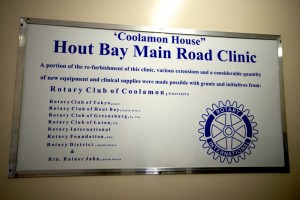 ‘Coolamon House”
Hout Bay Main Road Clinic
A portion of the re-furbishment of this clinic, various extensions and a considerable quantity
of new equipment and clinical supplies were made possible with grants and initiatives from:
Rotary Club of Coolamon, Australia
Rotary Club of Tokyo,
Rotary Club of Hout Bay,
Rotary Club of Greensburg,
Rotary Club of Luton,
Rotary International
Rotary Foundation,
Rotary District,
&
Rtn. Rainer Jahn,
ROTARY
INTERNATIONAL